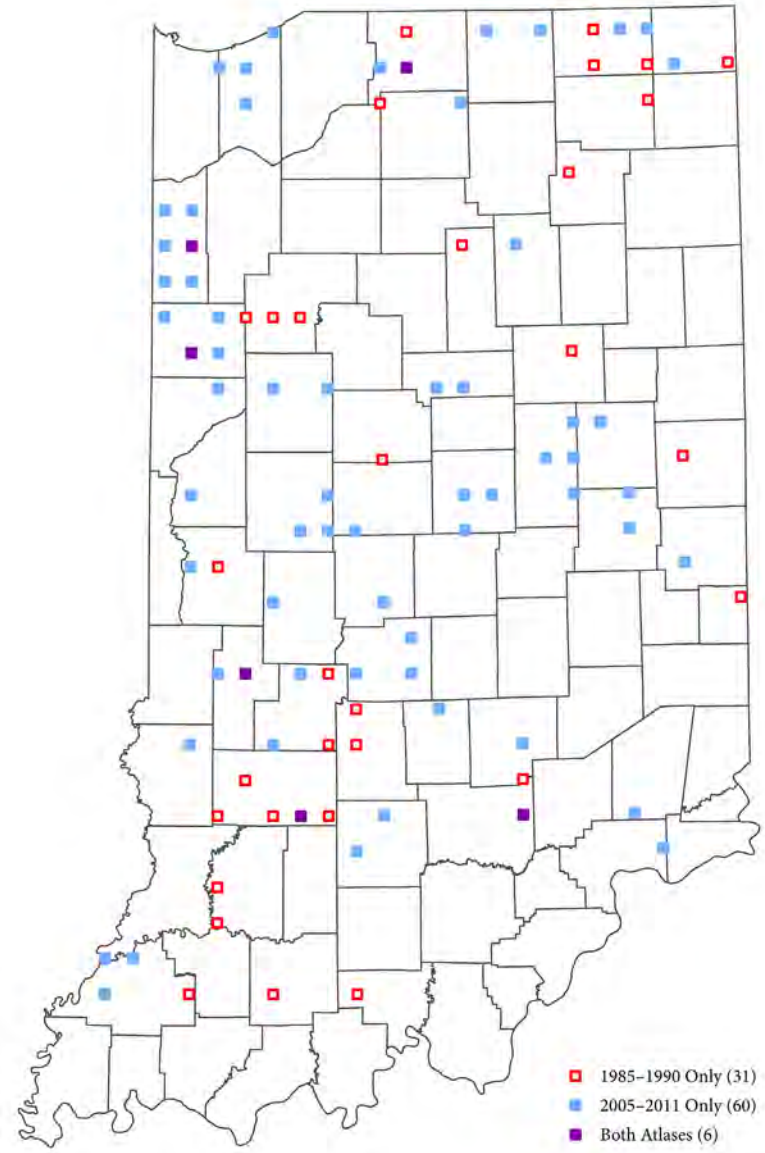 1985–1990 Only (31)
2005–2011 Only (60)
Both Atlases (6)